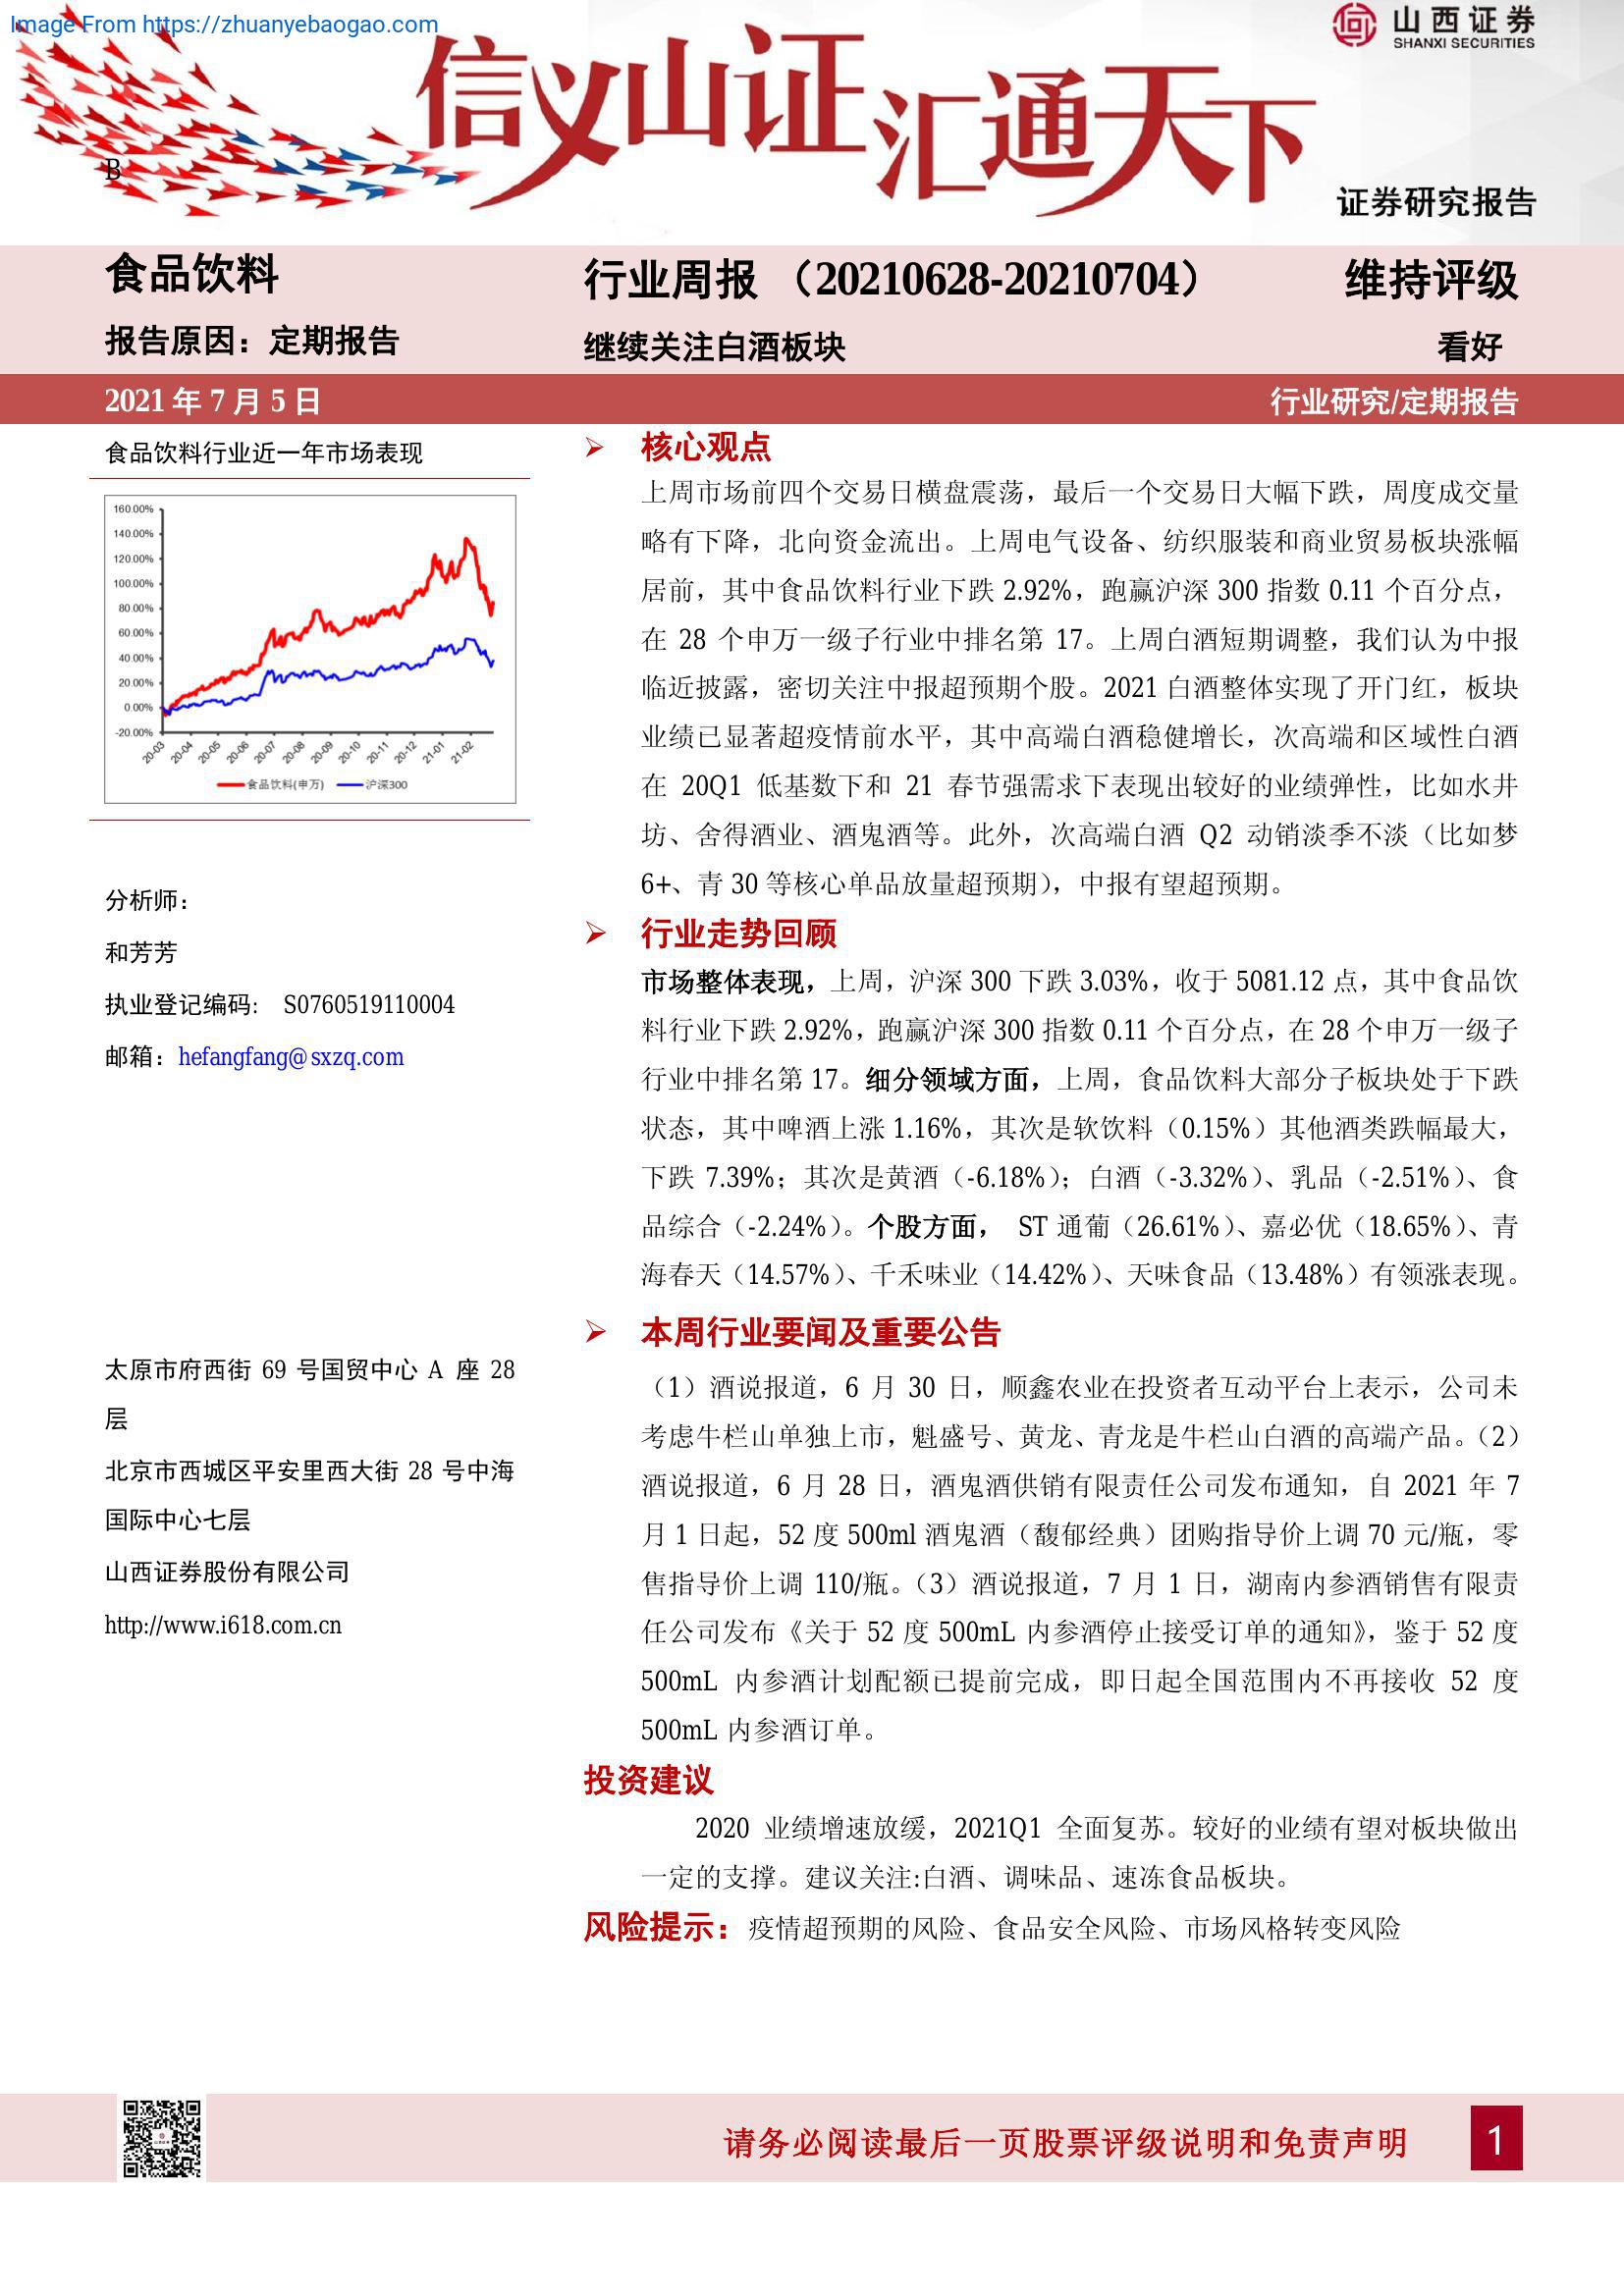 Image From https://zhuanyebaogao.com
山西证券
SHANXI SECURITIES
信义山证汇通天下
B
证券研究报告
食品饮料
行业周报 （20210628-20210704）
维持评级
报告原因：定期报告
继续关注白酒板块
看好
2021 年 7 月 5 日
行业研究/定期报告
食品饮料行业近一年市场表现
160.00%
140.00%
120.00%
100.00%
80.00%
60.00%
40.00%
20.00%
0.00%
-20.00%
20-03
20-04
20-05
20-06
20-07
20-08
20-09
20-10
20-11
20-12
21-01
21-02
食品饮料(申万)
沪深300
分析师：
和芳芳
执业登记编码： S0760519110004
邮箱：hefangfang@sxzq.com
太原市府西街 69 号国贸中心 A 座 28
层
北京市西城区平安里西大街 28 号中海
国际中心七层
山西证券股份有限公司
http://www.i618.com.cn
核心观点
上周市场前四个交易日横盘震荡，最后一个交易日大幅下跌，周度成交量
略有下降，北向资金流出。上周电气设备、纺织服装和商业贸易板块涨幅
居前，其中食品饮料行业下跌 2.92%，跑赢沪深 300 指数 0.11 个百分点，
在 28 个申万一级子行业中排名第 17。上周白酒短期调整，我们认为中报
临近披露，密切关注中报超预期个股。2021 白酒整体实现了开门红，板块
业绩已显著超疫情前水平，其中高端白酒稳健增长，次高端和区域性白酒
在 20Q1 低基数下和 21 春节强需求下表现出较好的业绩弹性，比如水井
坊、舍得酒业、酒鬼酒等。此外，次高端白酒 Q2 动销淡季不淡（比如梦
6+、青 30 等核心单品放量超预期），中报有望超预期。
行业走势回顾
市场整体表现，上周，沪深 300 下跌 3.03%，收于 5081.12 点，其中食品饮
料行业下跌 2.92%，跑赢沪深 300 指数 0.11 个百分点，在 28 个申万一级子
行业中排名第 17。细分领域方面，上周，食品饮料大部分子板块处于下跌
状态，其中啤酒上涨 1.16%，其次是软饮料（0.15%）其他酒类跌幅最大，
下跌 7.39%；其次是黄酒（-6.18%）；白酒（-3.32%）、乳品（-2.51%）、食
品综合（-2.24%）。个股方面， ST 通葡（26.61%）、嘉必优（18.65%）、青
海春天（14.57%）、千禾味业（14.42%）、天味食品（13.48%）有领涨表现。
本周行业要闻及重要公告
（1）酒说报道，6 月 30 日，顺鑫农业在投资者互动平台上表示，公司未
考虑牛栏山单独上市，魁盛号、黄龙、青龙是牛栏山白酒的高端产品。（2）
酒说报道，6 月 28 日，酒鬼酒供销有限责任公司发布通知，自 2021 年 7
月 1 日起，52 度 500ml 酒鬼酒（馥郁经典）团购指导价上调 70 元/瓶，零
售指导价上调 110/瓶。（3）酒说报道，7 月 1 日，湖南内参酒销售有限责
任公司发布《关于 52 度 500mL 内参酒停止接受订单的通知》，鉴于 52 度
500mL 内参酒计划配额已提前完成，即日起全国范围内不再接收 52 度
500mL 内参酒订单。
投资建议
2020 业绩增速放缓，2021Q1 全面复苏。较好的业绩有望对板块做出
一定的支撑。建议关注:白酒、调味品、速冻食品板块。
风险提示：疫情超预期的风险、食品安全风险、市场风格转变风险
请务必阅读最后一页股票评级说明和免责声明
1